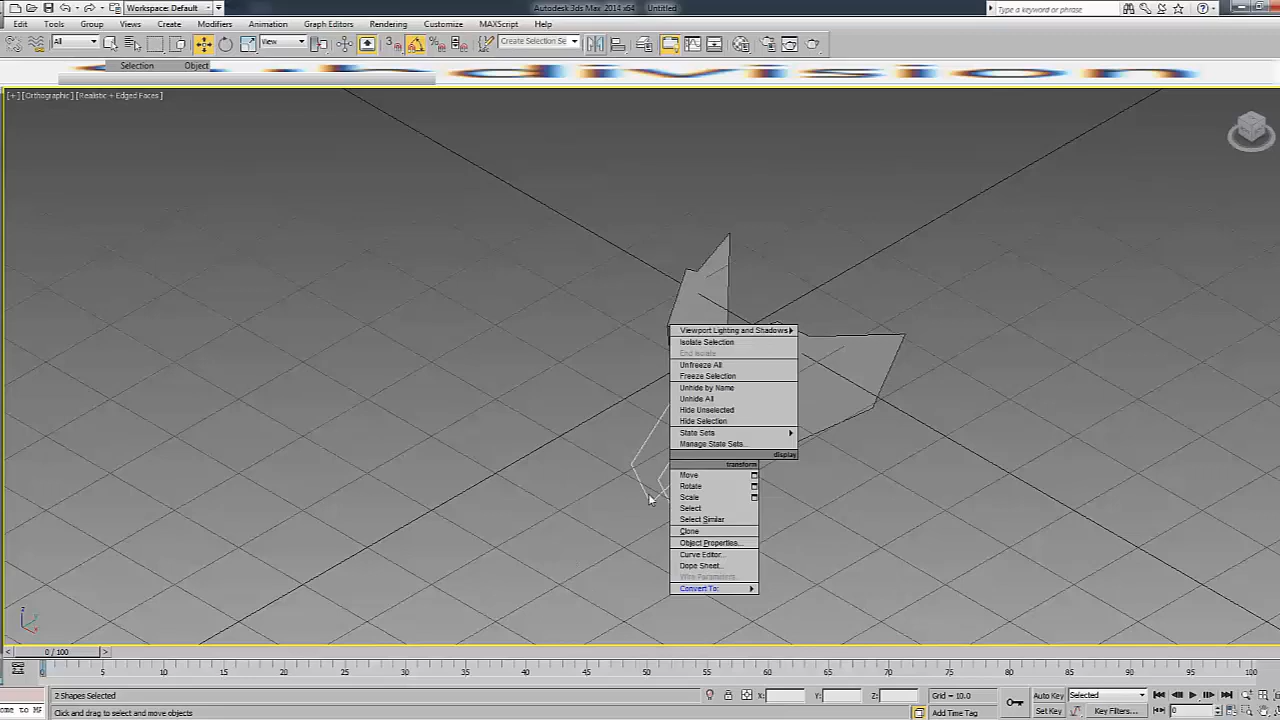 Workspace: Default
Autodesk 3ds Max 2014 x64
Untitled
Type a keyword or phrase
Edit Tools Group Views Create Modifiers Animation Graph Editors Rendering Customize MAXScript Help
All
View
3
Create Selection Se
Selection
Object
[+] [Orthographic] [Realistic + Edged Faces]
Viewport Lighting and Shadows
Isolate Selection
End Isolate
Unfreeze All
Freeze Selection
Unhide by Name
Unhide All
Hide Unselected
Hide Selection
State Sets
Manage State Sets...
display
transform
Move
Rotate
Scale
Select
Select Similar
Clone
Object Properties...
Curve Editor...
Dope Sheet...
Wire Parameters...
Convert To:
z
0 / 100
0 5 10 15 20 25 30 35 40 45 50 55 60 65 70 75 80 85 90 95 100
2 Shapes Selected
X:
Y:
Z:
Grid = 10.0
Auto Key
Selected
ome to MF
Click and drag to select and move objects
Add Time Tag
Set Key
Key Filters...
0